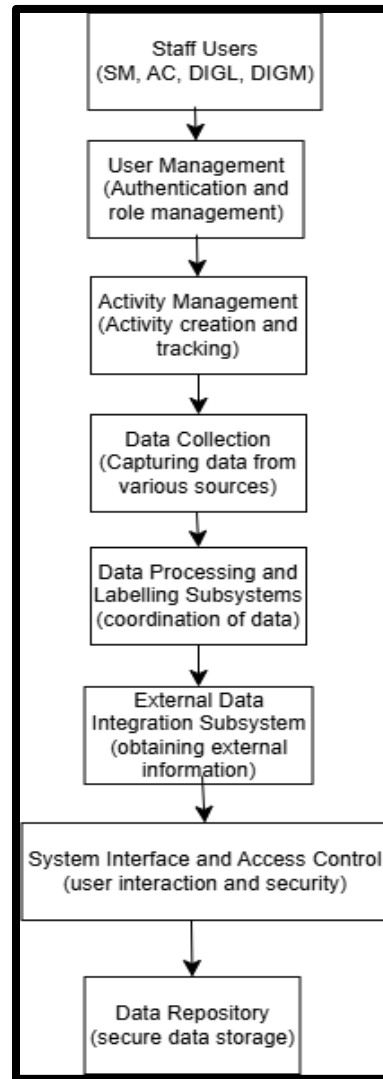 Staff Users
(SM, AC, DIGL, DIGM)
User Management
(Authentication and
role management)
Activity Management
(Activity creation and
tracking)
Data Collection
(Capturing data from
various sources)
Data Processing and
Labelling Subsystems
(coordination of data)
External Data
Integration Subsystem
(obtaining external
information)
System Interface and Access Control
(user interaction and security)
Data Repository
(secure data storage)